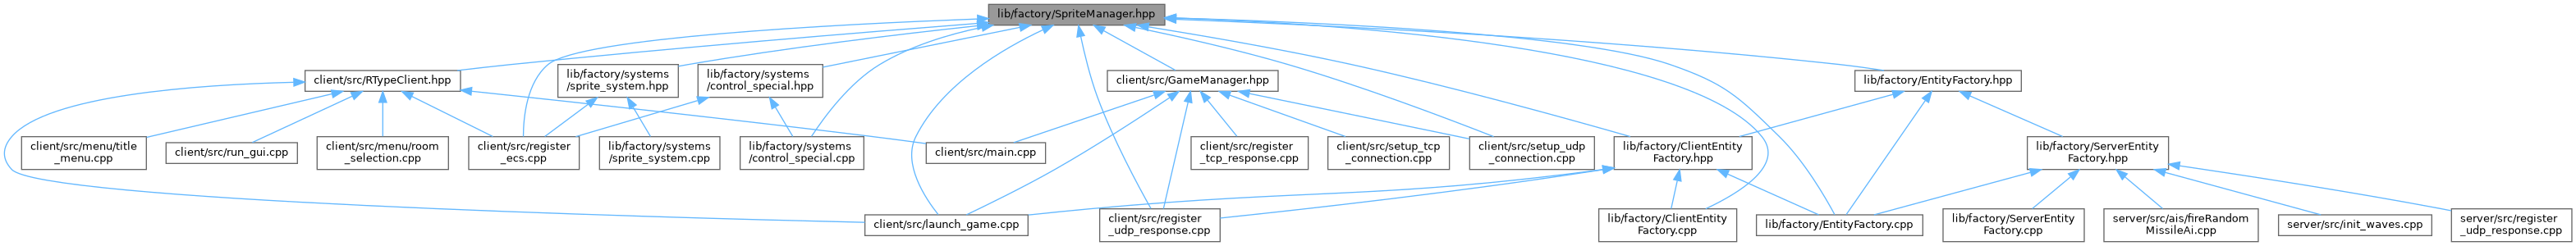 lib/factory/SpriteManager.hpp
client/src/RTypeClient.hpp
lib/factory/systems
/sprite_system.hpp
lib/factory/systems
/control_special.hpp
client/src/GameManager.hpp
lib/factory/EntityFactory.hpp
client/src/menu/title
_menu.cpp
client/src/run_gui.cpp
client/src/menu/room
_selection.cpp
client/src/register
_ecs.cpp
lib/factory/systems
/sprite_system.cpp
lib/factory/systems
/control_special.cpp
client/src/main.cpp
client/src/register
_tcp_response.cpp
client/src/setup_tcp
_connection.cpp
client/src/setup_udp
_connection.cpp
lib/factory/ClientEntity
Factory.hpp
lib/factory/ServerEntity
Factory.hpp
client/src/launch_game.cpp
client/src/register
_udp_response.cpp
lib/factory/ClientEntity
Factory.cpp
lib/factory/EntityFactory.cpp
lib/factory/ServerEntity
Factory.cpp
server/src/ais/fireRandom
MissileAi.cpp
server/src/init_waves.cpp
server/src/register
_udp_response.cpp